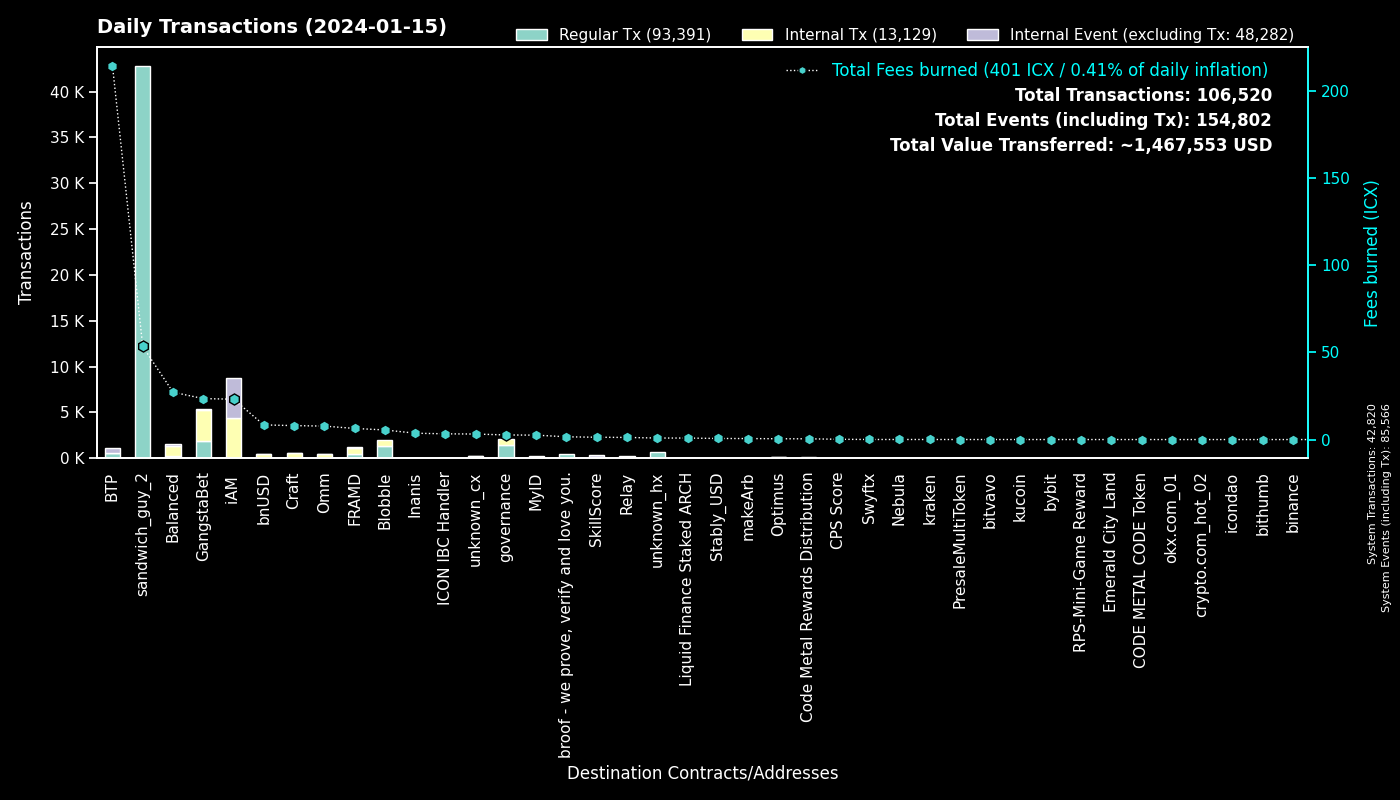 Daily Transactions (2024-01-15)
Regular Tx (93,391)
Internal Tx (13,129)
Internal Event (excluding Tx: 48,282)
Total Fees burned (401 ICX / 0.41% of daily inflation)
Total Transactions: 106,520
Total Events (including Tx): 154,802
Total Value Transferred: ~1,467,553 USD
Transactions
40 K
35 K
30 K
25 K
20 K
15 K
10 K
5 K
0 K
200
150
100
50
0
Fees burned (ICX)
System Transactions: 42,820
System Events (including Tx): 85,566
BTP
sandwich_guy_2
Balanced
GangstaBet
iAM
bnUSD
Craft
Omm
FRAMD
Blobble
Inanis
ICON IBC Handler
unknown_cx
governance
MyID
broof - we prove, verify and love you.
SkillScore
Relay
unknown_hx
Liquid Finance Staked ARCH
Stably_USD
makeArb
Optimus
Code Metal Rewards Distribution
CPS Score
Swyftx
Nebula
kraken
PresaleMultiToken
bitvavo
kucoin
bybit
RPS-Mini-Game Reward
Emerald City Land
CODE METAL CODE Token
okx.com_01
crypto.com_hot_02
icondao
bithumb
binance
Destination Contracts/Addresses